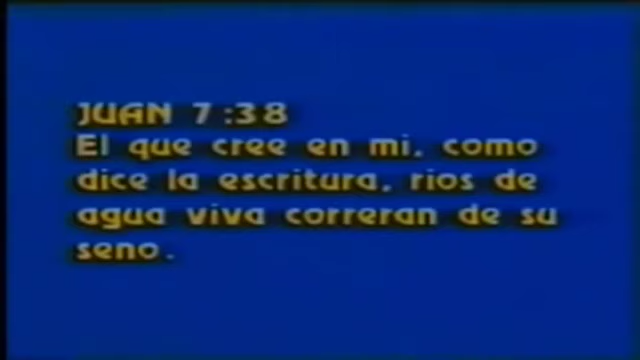 JUAN 7:38
El que cree en mi, como
dice la escritura, rios de
agua viva correran de su
seno.